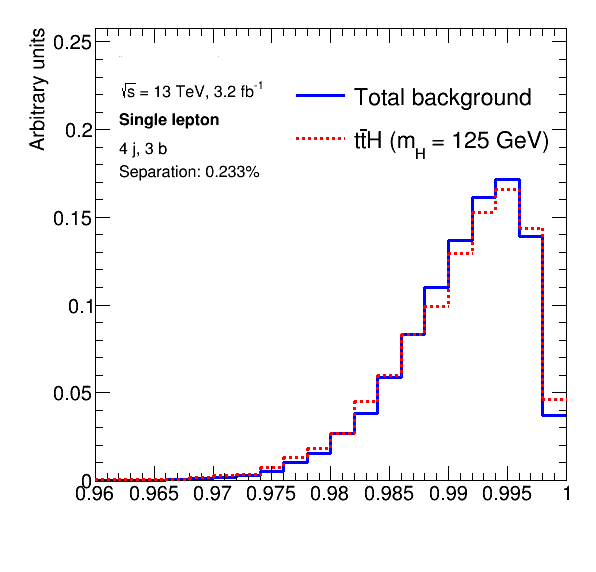 Arbitrary units
0.25
0.2
0.15
0.1
0.05
0
√s = 13 TeV, 3.2 fb⁻¹
Single lepton
4 j, 3 b
Separation: 0.233%
Total background
tt̄H (m_H = 125 GeV)
0.96 0.965 0.97 0.975 0.98 0.985 0.99 0.995 1